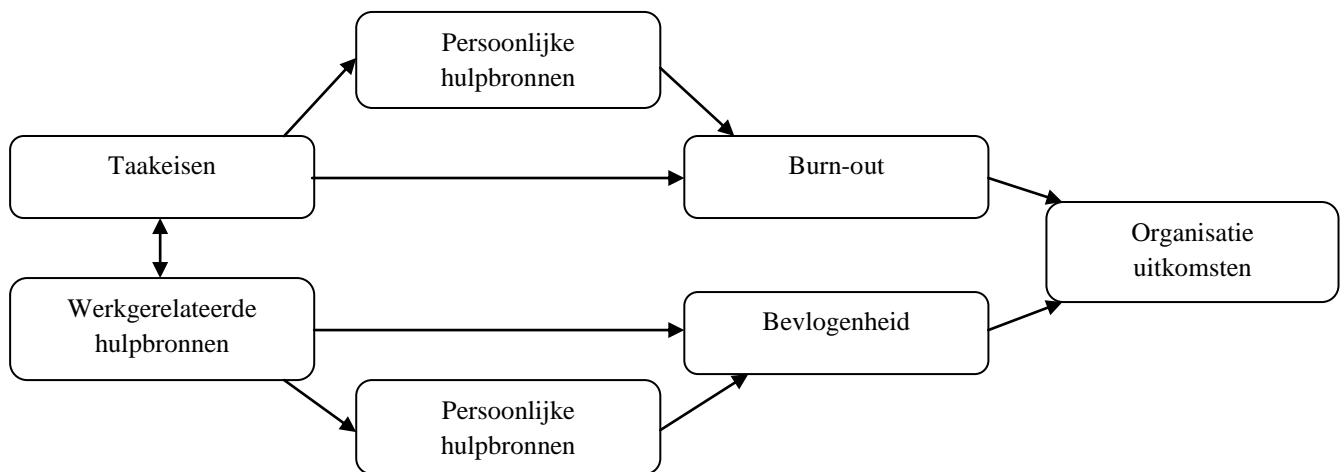 Persoonlijke
hulpbronnen
Taakeisen
Burn-out
Organisatie
uitkomsten
Werkgerelateerde
hulpbronnen
Bevlogenheid
Persoonlijke
hulpbronnen